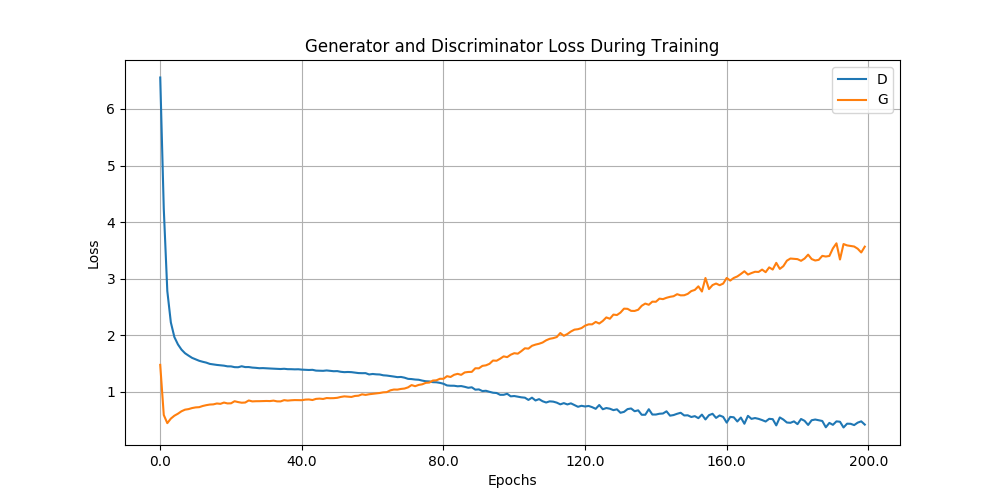 Generator and Discriminator Loss During Training
D
G
Loss
6
5
4
3
2
1
0.0 40.0 80.0 120.0 160.0 200.0
Epochs